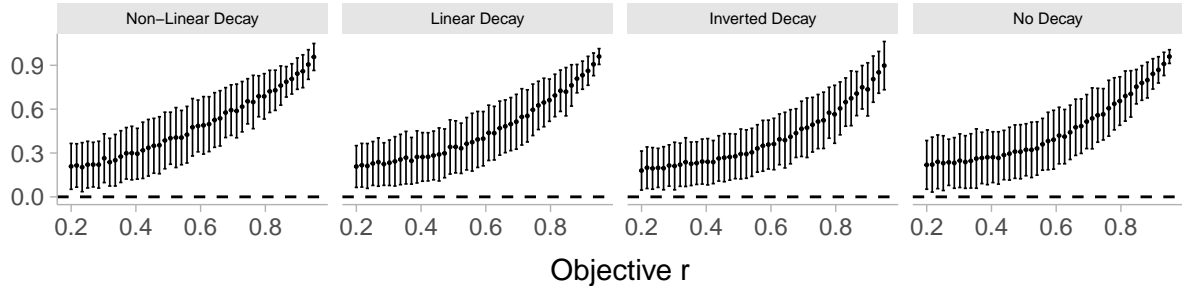 Non−Linear Decay
Linear Decay
Inverted Decay
No Decay
0.9
0.6
0.3
0.0
0.2 0.4 0.6 0.8
0.2 0.4 0.6 0.8
0.2 0.4 0.6 0.8
0.2 0.4 0.6 0.8
Objective r